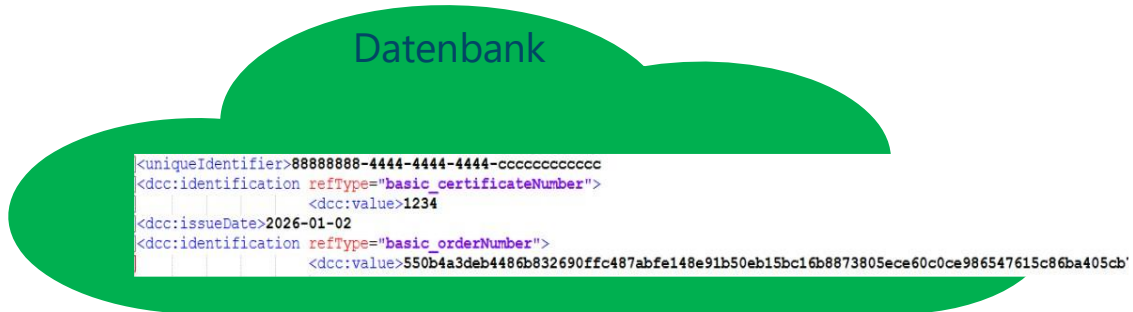 Datenbank
<uniqueIdentifier>88888888-4444-4444-4444-cccccccccccc
<dcc:identification refType="basic_certificateNumber">
<dcc:value>1234
<dcc:issueDate>2026-01-02
<dcc:identification refType="basic_orderNumber">
<dcc:value>550b4a3deb4486b832690ffc487abfe148e91b50eb15bc16b8873805ece60c0ce986547615c86ba405cb